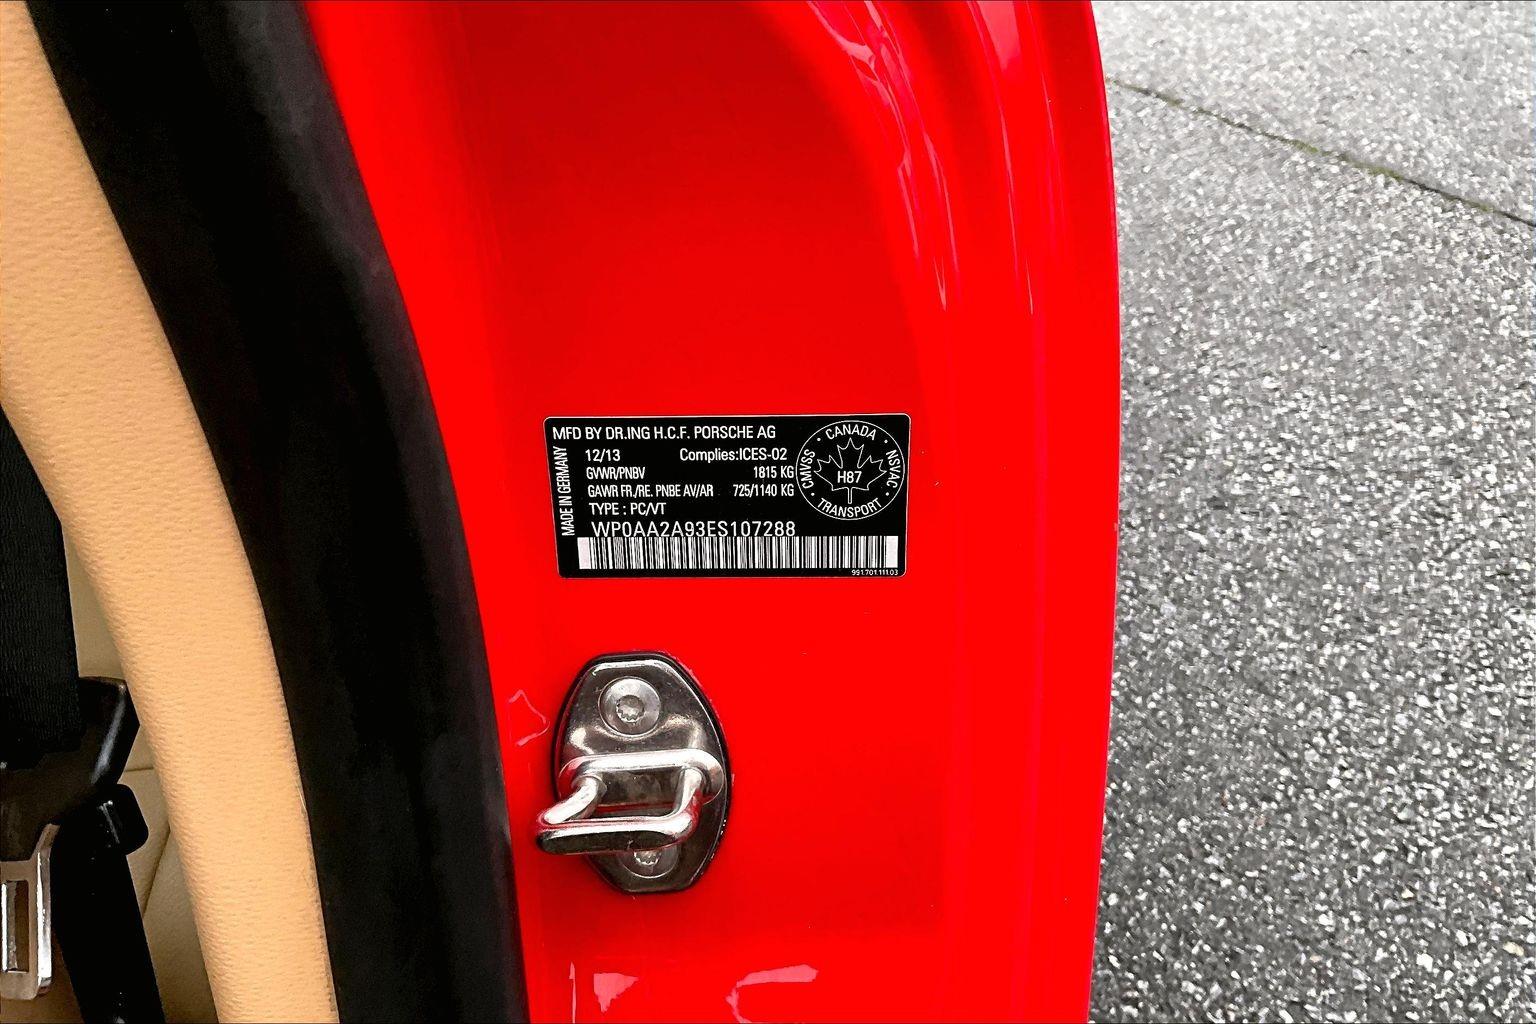 MFD BY DR.ING H.C.F. PORSCHE AG
MADE IN GERMANY
12/13 Complies:ICES-02
GVWR/PNBV 1815 KG
GAWR FR./RE. PNBE AV/AR 725/1140 KG
TYPE : PC/VT
WP0AA2A93ES107288
991.701.111.03
CANADA
CMVSS
NSVAC
H87
TRANSPORT